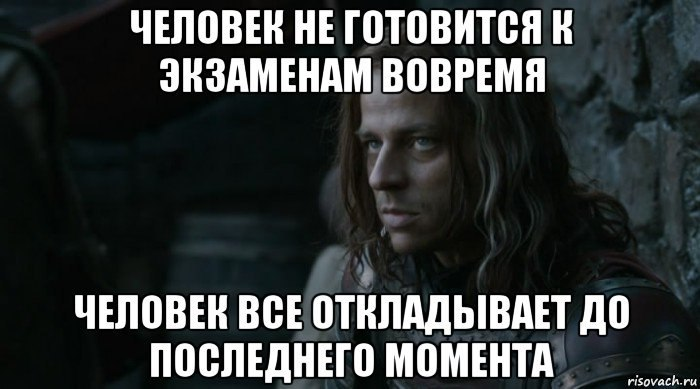 ЧЕЛОВЕК НЕ ГОТОВИТСЯ К
ЭКЗАМЕНАМ ВОВРЕМЯ
ЧЕЛОВЕК ВСЕ ОТКЛАДЫВАЕТ ДО
ПОСЛЕДНЕГО МОМЕНТА
risovach.ru